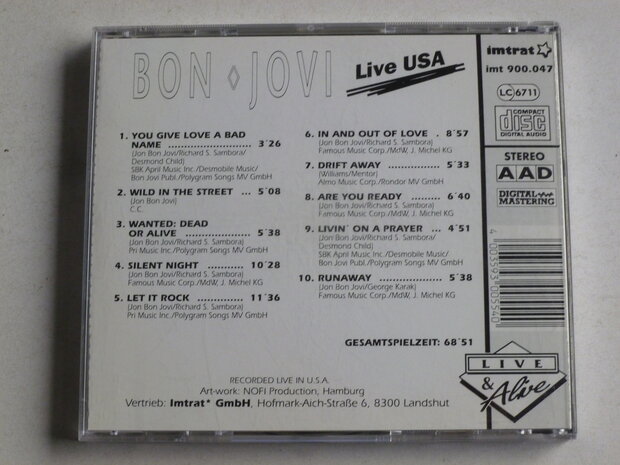 BON ◊ JOVI
Live USA
1. YOU GIVE LOVE A BAD
NAME ........................ 3´26
(Jon Bon Jovi/Richard S. Sambora/
Desmond Child)
SBK April Music Inc./Desmobile Music/
Bon Jovi Publ./Polygram Songs MV GmbH
2. WILD IN THE STREET ... 5´08
(Jon Bon Jovi)
C.C.
3. WANTED: DEAD
OR ALIVE .................... 5´38
(Jon Bon Jovi/Richard S. Sambora)
Pri Music Inc./Polygram Songs MV GmbH
4. SILENT NIGHT ........... 10´28
(Jon Bon Jovi/Richard S. Sambora)
Famous Music Corp./MdW, J. Michel KG
5. LET IT ROCK .............. 11´36
(Jon Bon Jovi/Richard S. Sambora)
Pri Music Inc./Polygram Songs MV GmbH
6. IN AND OUT OF LOVE . 8´57
(Jon Bon Jovi/Richard S. Sambora)
Famous Music Corp./MdW, J. Michel KG
7. DRIFT AWAY .............. 5´33
(Williams/Mentor)
Almo Music Corp./Rondor MV GmbH
8. ARE YOU READY ........ 6´40
(Jon Bon Jovi/Richard S. Sambora)
Famous Music Corp./MdW, J. Michel KG
9. LIVIN´ ON A PRAYER ... 4´51
(Jon Bon Jovi/Richard S. Sambora/
Desmond Child)
SBK April Music Inc./Desmobile Music/
Bon Jovi Publ./Polygram Songs MV GmbH
10. RUNAWAY ................. 5´38
(Jon Bon Jovi/George Karak)
Famous Music Corp./MdW, J. Michel KG
GESAMTSPIELZEIT: 68´51
RECORDED LIVE IN U.S.A.
Art-work: NOFI Production, Hamburg
Vertrieb: Imtrat* GmbH, Hofmark-Aich-Straße 6, 8300 Landshut
imtrat
imt 900.047
LC 6711
COMPACT
disc
DIGITAL AUDIO
STEREO
AAD
DIGITAL
MASTERING
LIVE
& Alive